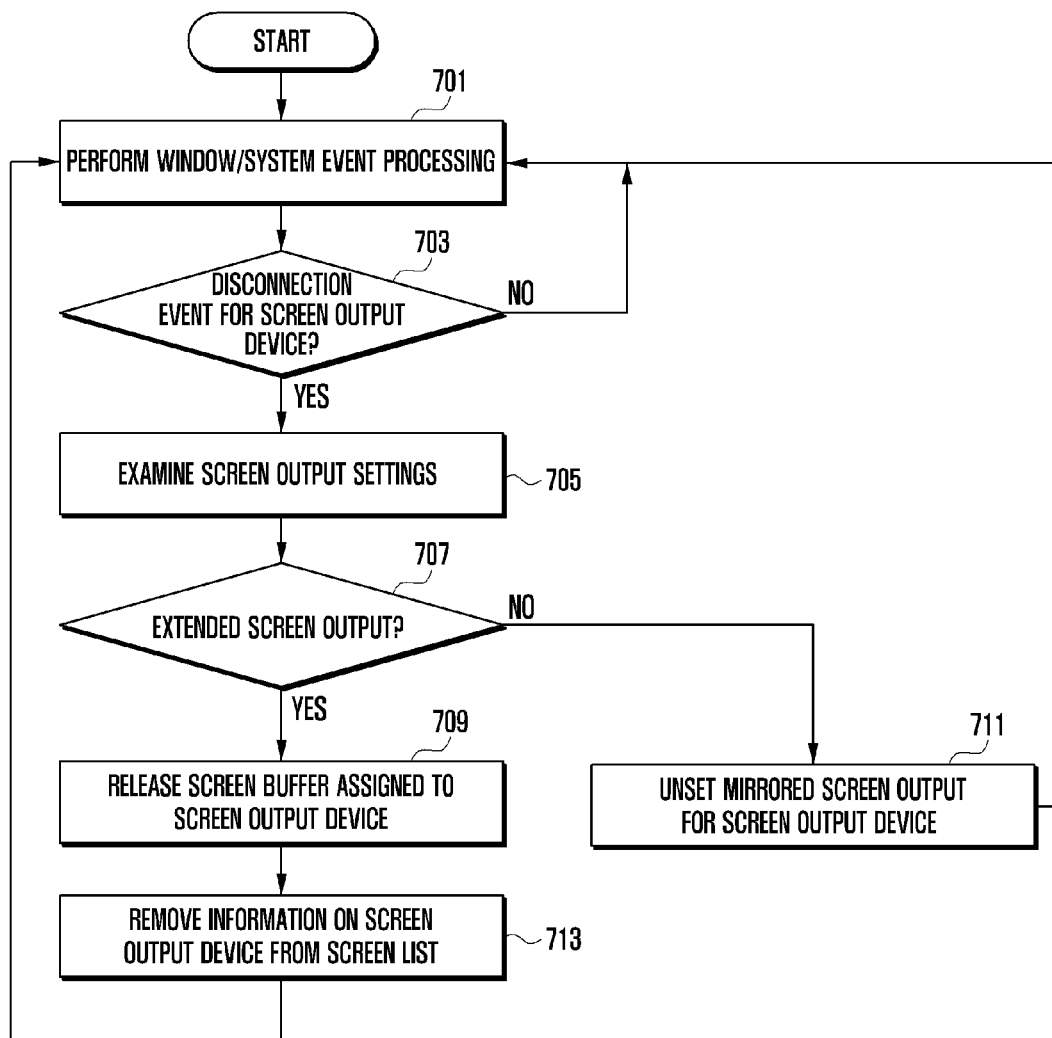 START
701
PERFORM WINDOW/SYSTEM EVENT PROCESSING
703
DISCONNECTION
EVENT FOR SCREEN OUTPUT
DEVICE?
NO
YES
EXAMINE SCREEN OUTPUT SETTINGS
705
707
EXTENDED SCREEN OUTPUT?
NO
YES
709
RELEASE SCREEN BUFFER ASSIGNED TO
SCREEN OUTPUT DEVICE
711
UNSET MIRRORED SCREEN OUTPUT
FOR SCREEN OUTPUT DEVICE
REMOVE INFORMATION ON SCREEN
OUTPUT DEVICE FROM SCREEN LIST
713